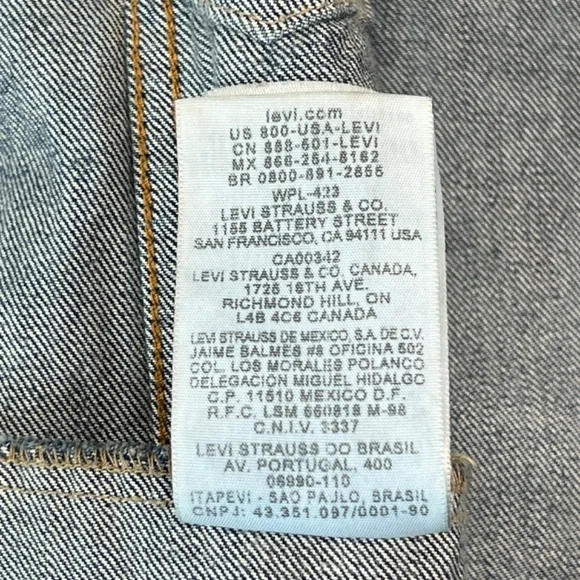 levi.com
US 800-USA-LEVI
CN 888-501-LEVI
MX 866-254-8162
BR 0800-891-2855
WPL-423
LEVI STRAUSS & CO.
1155 BATTERY STREET
SAN FRANCISCO, CA 94111 USA
CA00342
LEVI STRAUSS & CO. CANADA,
1725 16TH AVE.
RICHMOND HILL, ON
L4B 4C6 CANADA
LEVI STRAUSS DE MEXICO, S.A. DE C.V.
JAIME BALMES #8 OFICINA 502
COL. LOS MORALES POLANCO
DELEGACION MIGUEL HIDALGO
C.P. 11510 MEXICO D.F.
R.F.C. LSM 660818 M-98
C.N.I.V. 3337
LEVI STRAUSS DO BRASIL
AV. PORTUGAL, 400
06690-110
ITAPEVI - SAO PAULO, BRASIL
CNPJ: 43.351.097/0001-90